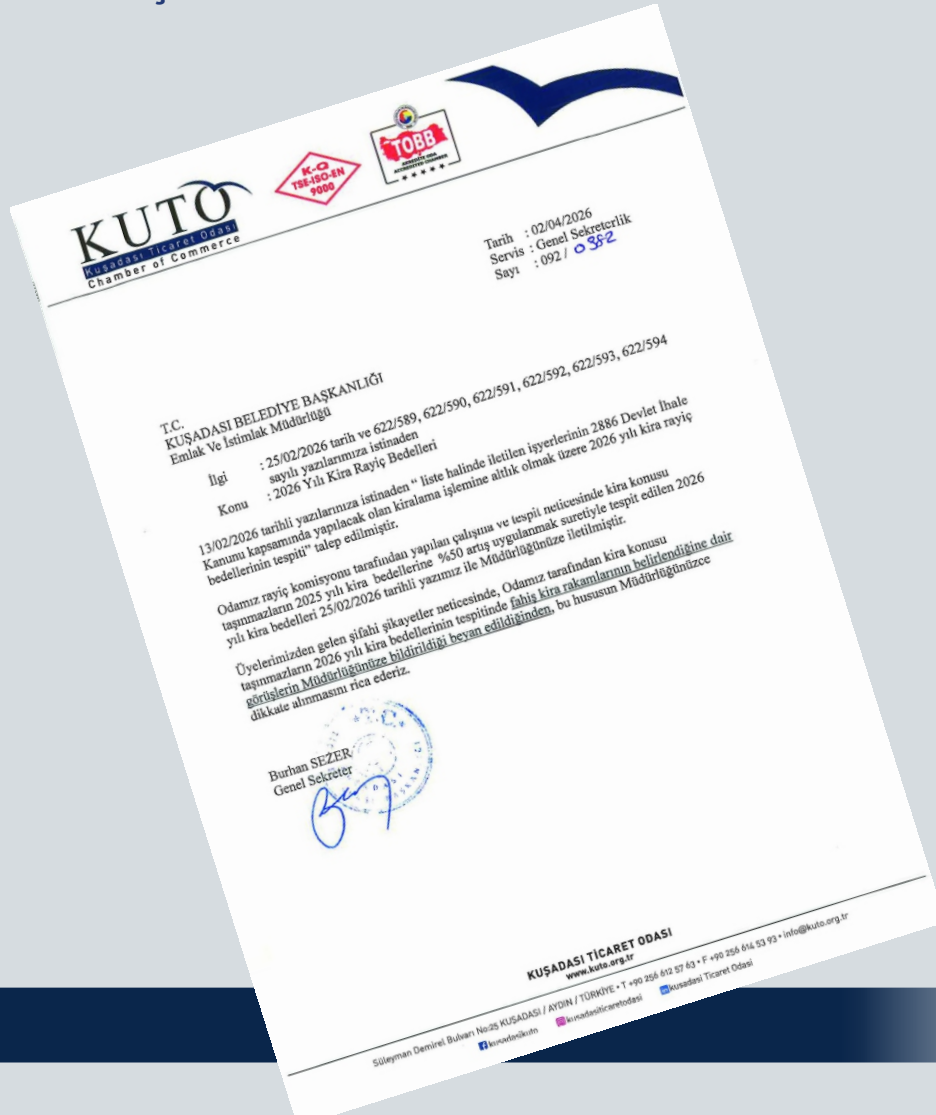 KUTO
Kuşadası Ticaret Odası
Chamber of Commerce
K-Q
TSE-ISO-EN
9000
TOBB
AKREDİTE ODA
ACCREDITED CHAMBER
Tarih : 02/04/2026
Servis : Genel Sekreterlik
Sayı : 092 / 0382
T.C.
KUŞADASI BELEDİYE BAŞKANLIĞI
Emlak Ve İstimlak Müdürlüğü
İlgi : 25/02/2026 tarih ve 622/589, 622/590, 622/591, 622/592, 622/593, 622/594
sayılı yazılarımıza istinaden
Konu : 2026 Yılı Kira Rayiç Bedelleri
13/02/2026 tarihli yazılarınıza istinaden “ liste halinde iletilen işyerlerinin 2886 Devlet İhale
Kanunu kapsamında yapılacak olan kiralama işlemine altlık olmak üzere 2026 yılı kira rayiç
bedellerinin tespiti” talep edilmiştir.
Odamız rayiç komisyonu tarafından yapılan çalışma ve tespit neticesinde kira konusu
taşınmazların 2025 yılı kira bedellerine %50 artış uygulanmak suretiyle tespit edilen 2026
yılı kira bedelleri 25/02/2026 tarihli yazımız ile Müdürlüğünüze iletilmiştir.
Üyelerimizden gelen şifahi şikayetler neticesinde, Odamız tarafından kira konusu
taşınmazların 2026 yılı kira bedellerinin tespitinde fahiş kira rakamlarının belirlendiğine dair
görüşlerin Müdürlüğünüze bildirildiği beyan edildiğinden, bu hususun Müdürlüğünüzce
dikkate alınmasını rica ederiz.
Burhan SEZER
Genel Sekreter
T.C.
KUŞADASI TİCARET ODASI
www.kuto.org.tr
Süleyman Demirel Bulvarı No:25 KUŞADASI / AYDIN / TÜRKİYE • T +90 256 612 57 63 • F +90 256 614 53 93 • info@kuto.org.tr
kusadasikuto kusadasiticaretodasi kusadasi Ticaret Odasi